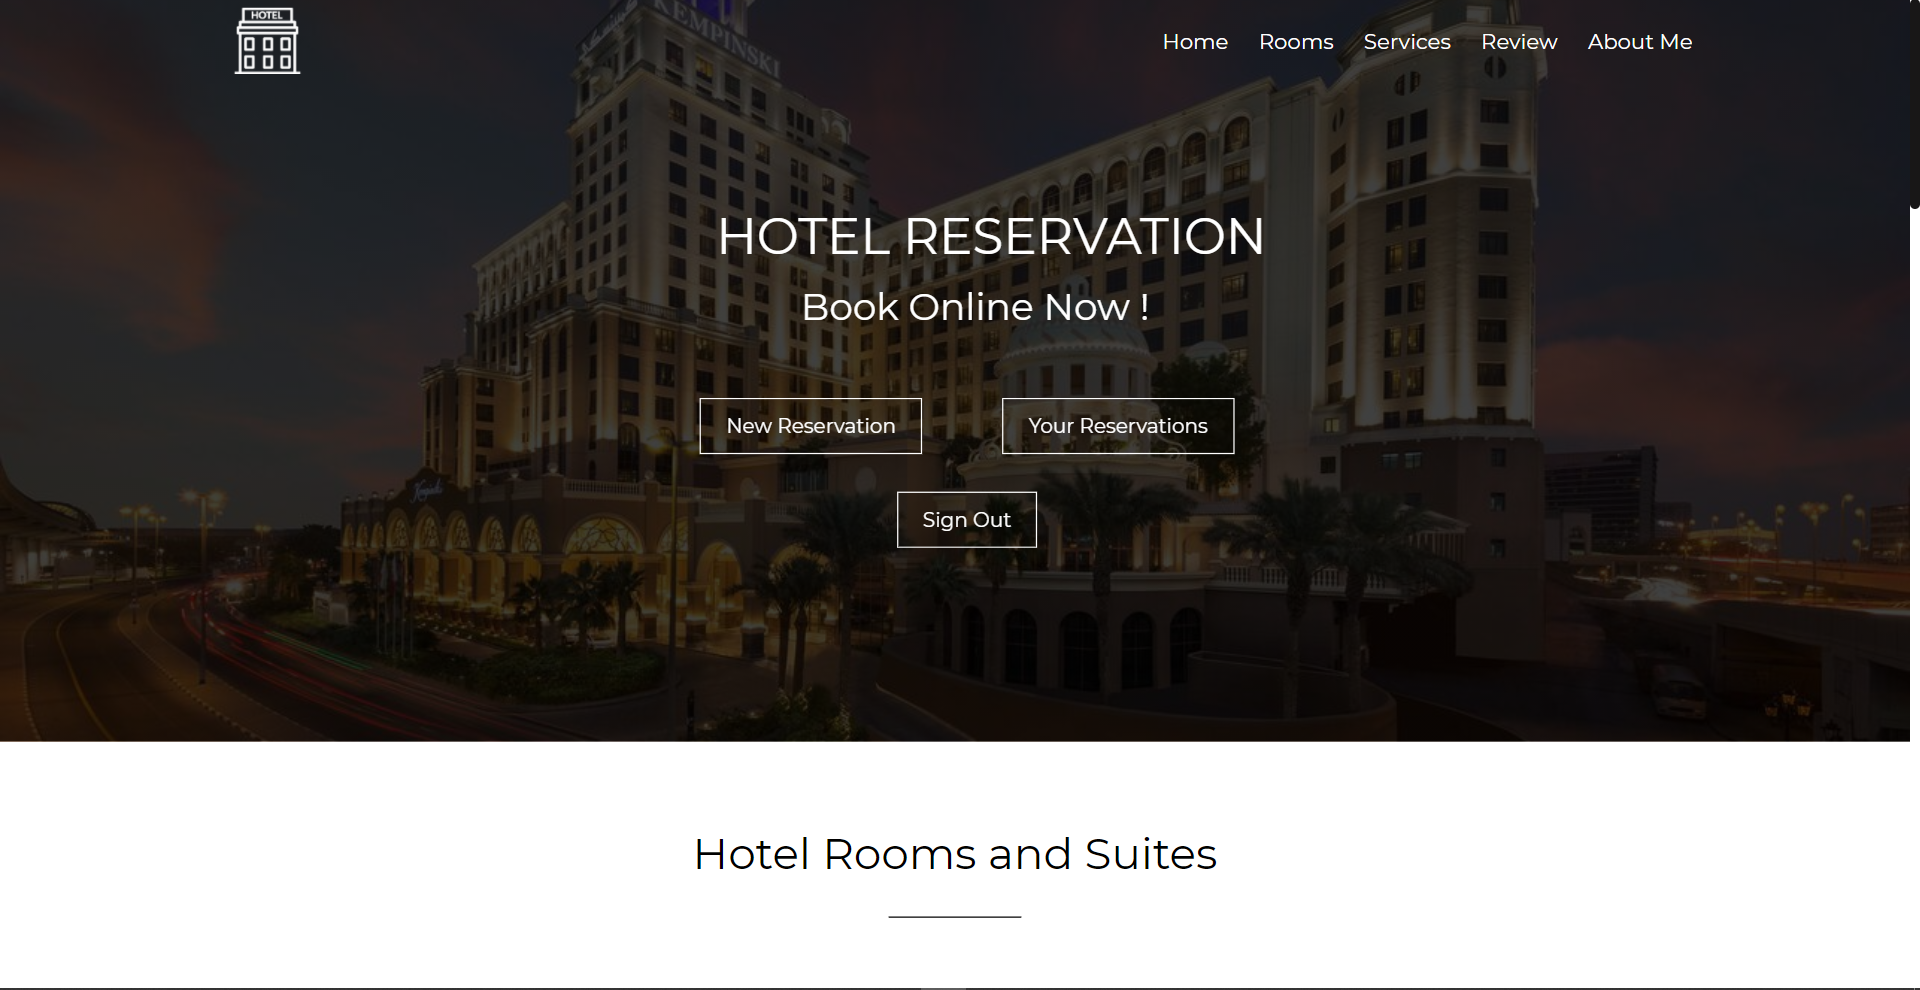 HOTEL
KEMPINSKI
Home Rooms Services Review About Me
HOTEL RESERVATION
Book Online Now !
New Reservation Your Reservations
Sign Out
Hotel Rooms and Suites